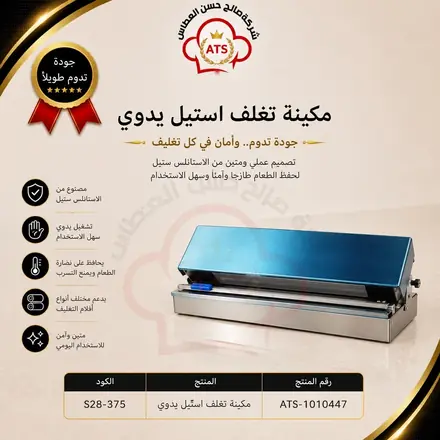 شركة صالح حسن العطاس
ATS
جودة
تدوم طويلاً
مكينة تغلف استيل يدوي
جودة تدوم.. وأمان في كل تغليف
تصميم عملي ومتين من الاستانلس ستيل
لحفظ الطعام طازجا وآمناً وسهل الاستخدام
مصنوع من
الاستانلس ستيل
تشغيل يدوي
سهل الاستخدام
يحافظ على نضارة
الطعام ويمنع التسرب
يدعم مختلف أنواع
أفلام التغليف
متين وآمن
للاستخدام اليومي
رقم المنتج
المنتج
الكود
ATS-1010447
مكينة تغلف استيل يدوي
S28-375